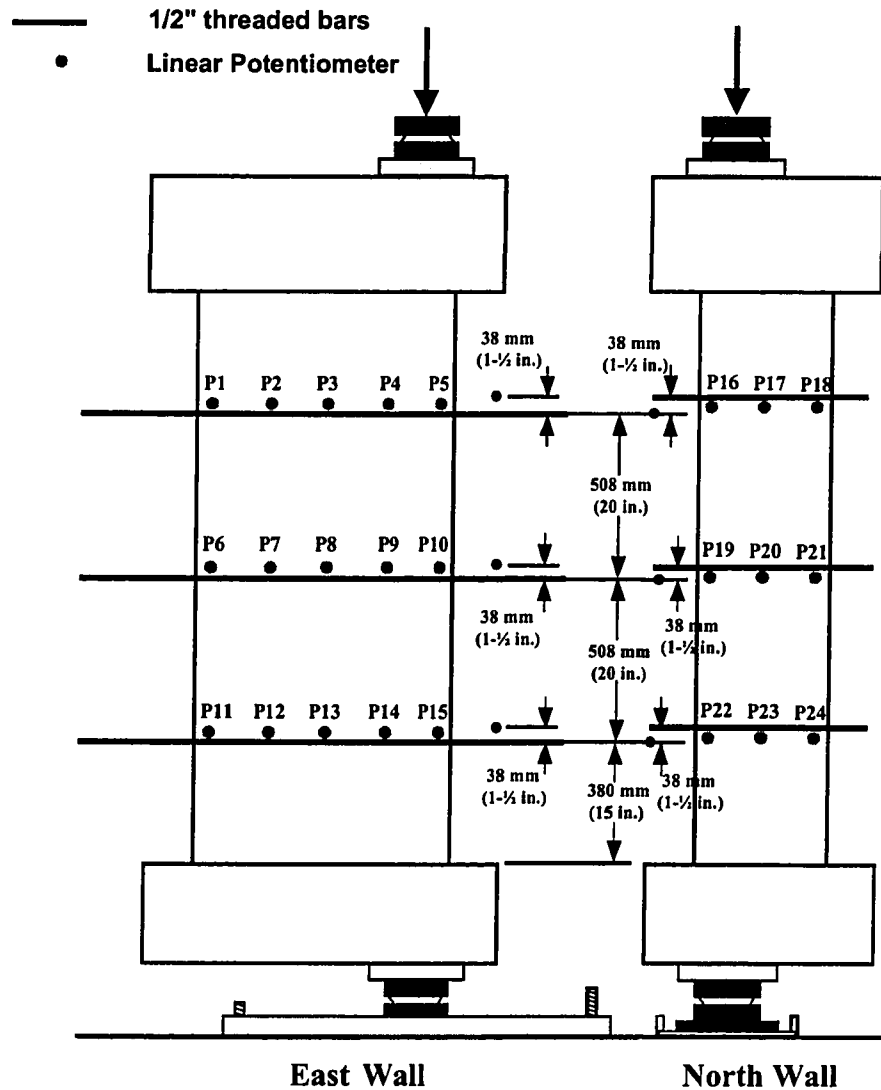 1/2" threaded bars
Linear Potentiometer
38 mm
(1-½ in.)
38 mm
(1-½ in.)
P1 P2 P3 P4 P5
P16 P17 P18
508 mm
(20 in.)
P6 P7 P8 P9 P10
P19 P20 P21
38 mm
(1-½ in.)
38 mm
(1-½ in.)
508 mm
(20 in.)
P11 P12 P13 P14 P15
P22 P23 P24
38 mm
(1-½ in.)
380 mm
(15 in.)
38 mm
(1-½ in.)
East Wall
North Wall